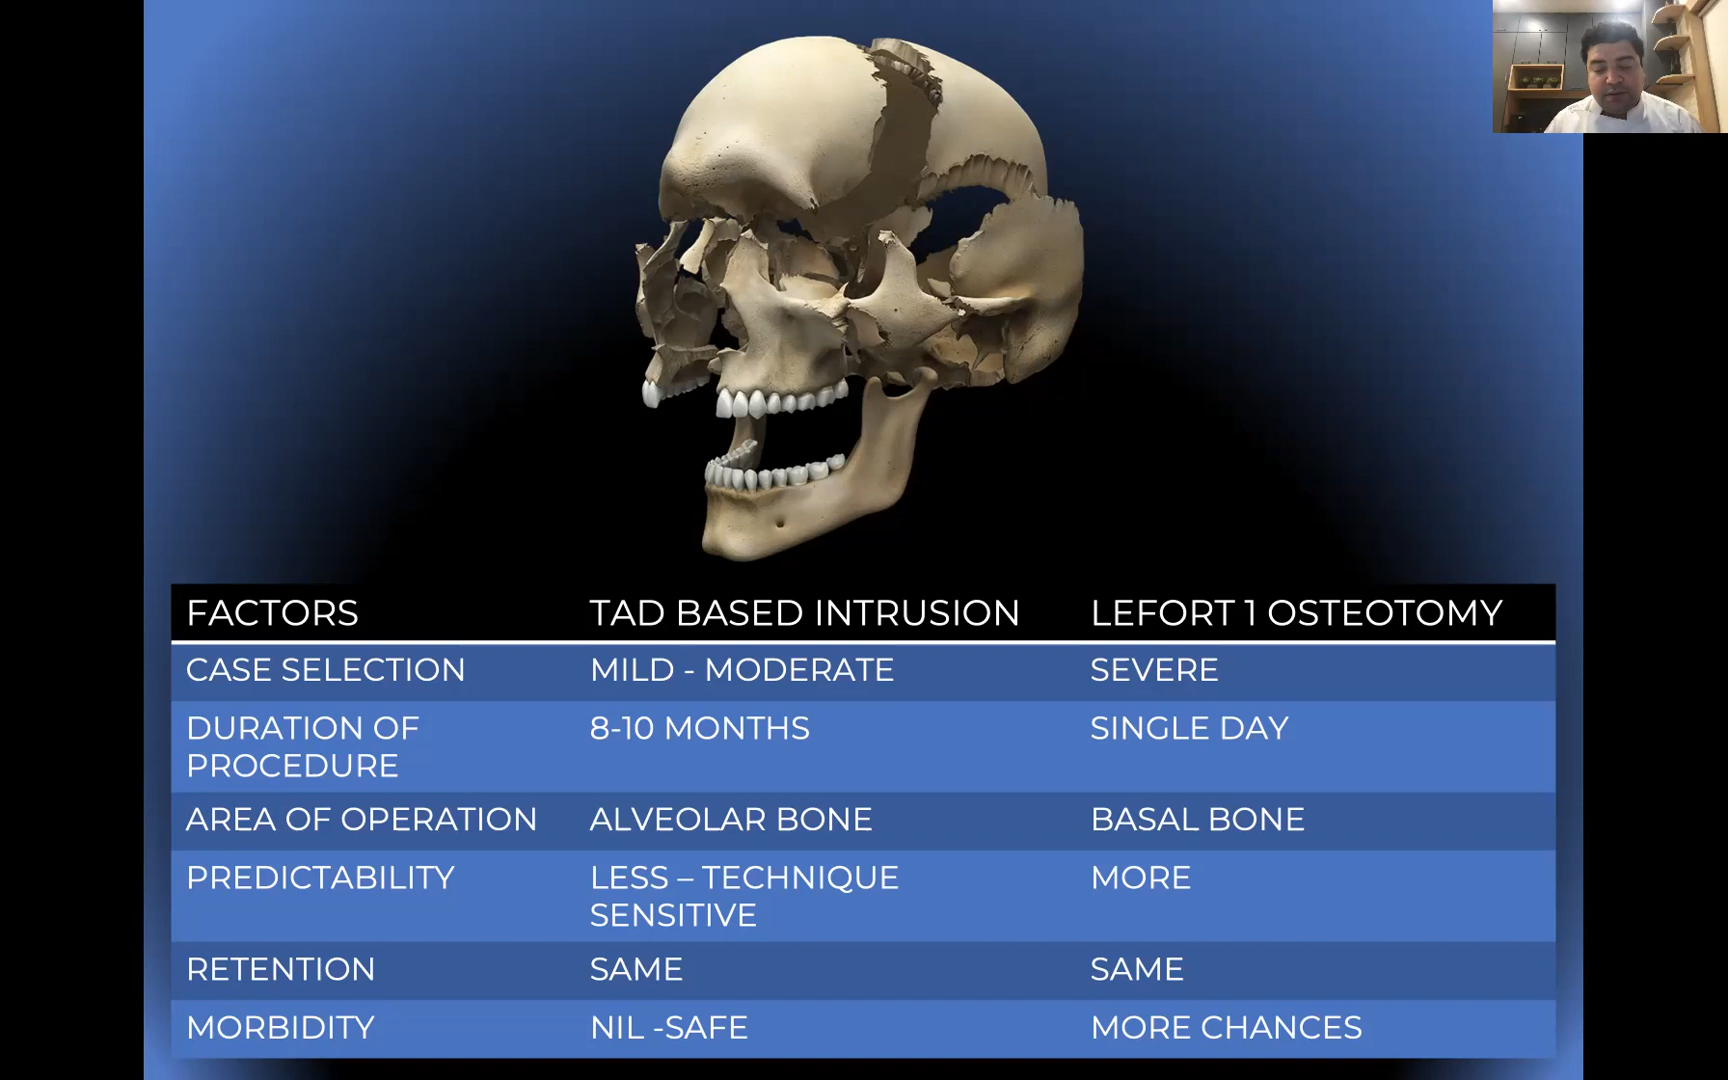 FACTORS TAD BASED INTRUSION LEFORT 1 OSTEOTOMY
CASE SELECTION MILD - MODERATE SEVERE
DURATION OF PROCEDURE 8-10 MONTHS SINGLE DAY
AREA OF OPERATION ALVEOLAR BONE BASAL BONE
PREDICTABILITY LESS – TECHNIQUE SENSITIVE MORE
RETENTION SAME SAME
MORBIDITY NIL -SAFE MORE CHANCES